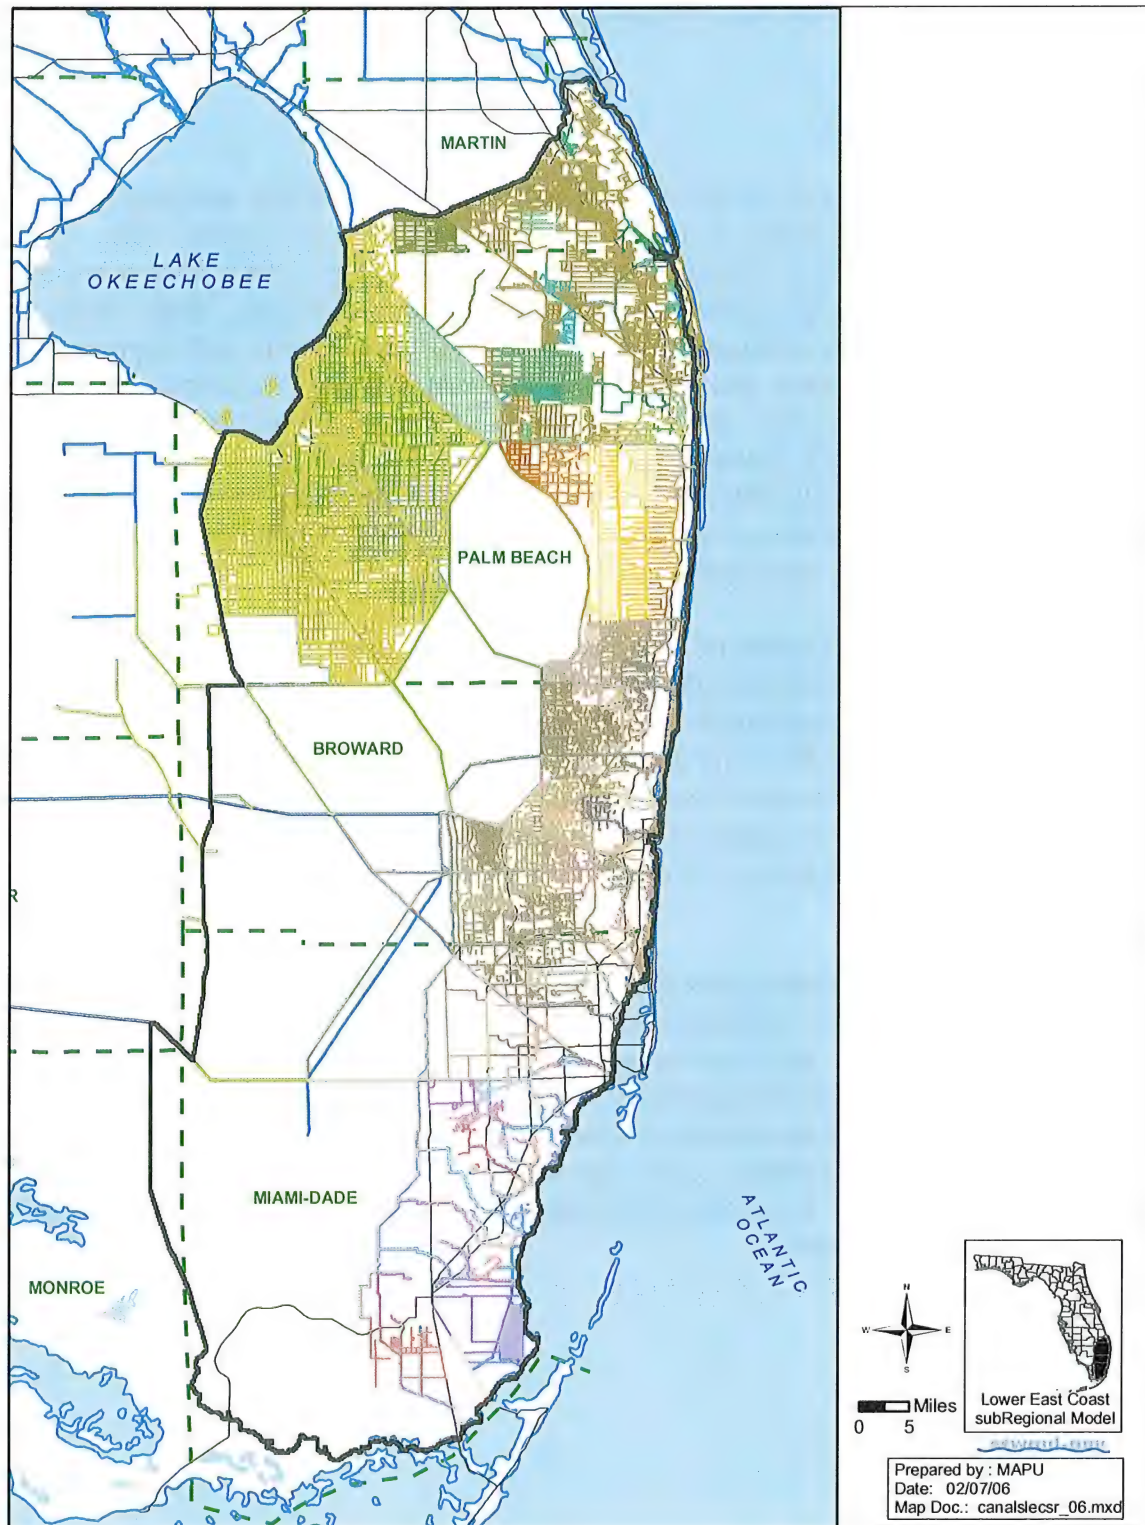 MARTIN
LAKE
OKEECHOBEE
PALM BEACH
BROWARD
R
MIAMI-DADE
MONROE
ATLANTIC
OCEAN
N
W
E
S
Miles
0 5
Lower East Coast
subRegional Model
Prepared by : MAPU
Date: 02/07/06
Map Doc.: canalslecsr_06.mxd